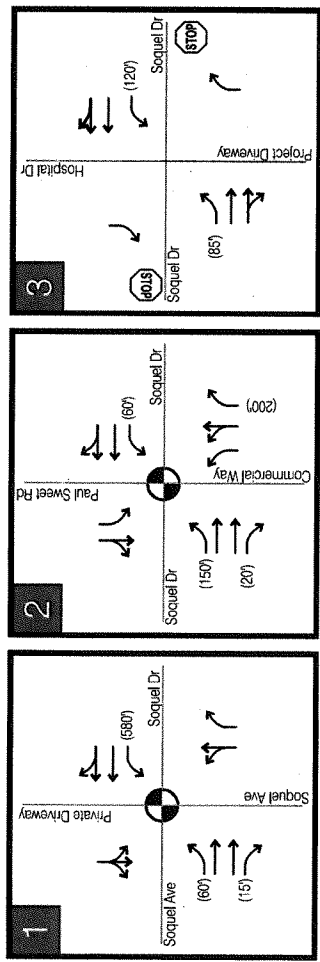 1
Private Driveway
Soquel Dr
(580')
Soquel Ave
(60')
(15')
Soquel Ave
2
Paul Sweet Rd
Soquel Dr
(60')
Soquel Dr
(150')
(20')
(200')
Commercial Way
3
Hospital Dr
Soquel Dr
(120')
STOP
STOP
Soquel Dr
(85')
Project Driveway